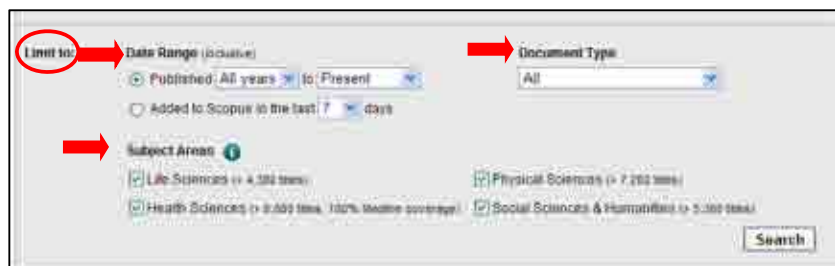 Limit to: Date Range (inclusive) Document Type
Published All years to Present All
Added to Scopus in the last 7 days
Subject Areas
Life Sciences (> 4,300 titles) Physical Sciences (> 7,200 titles)
Health Sciences (> 6,800 titles, 100% Medline coverage) Social Sciences & Humanities (> 5,300 titles)
Search